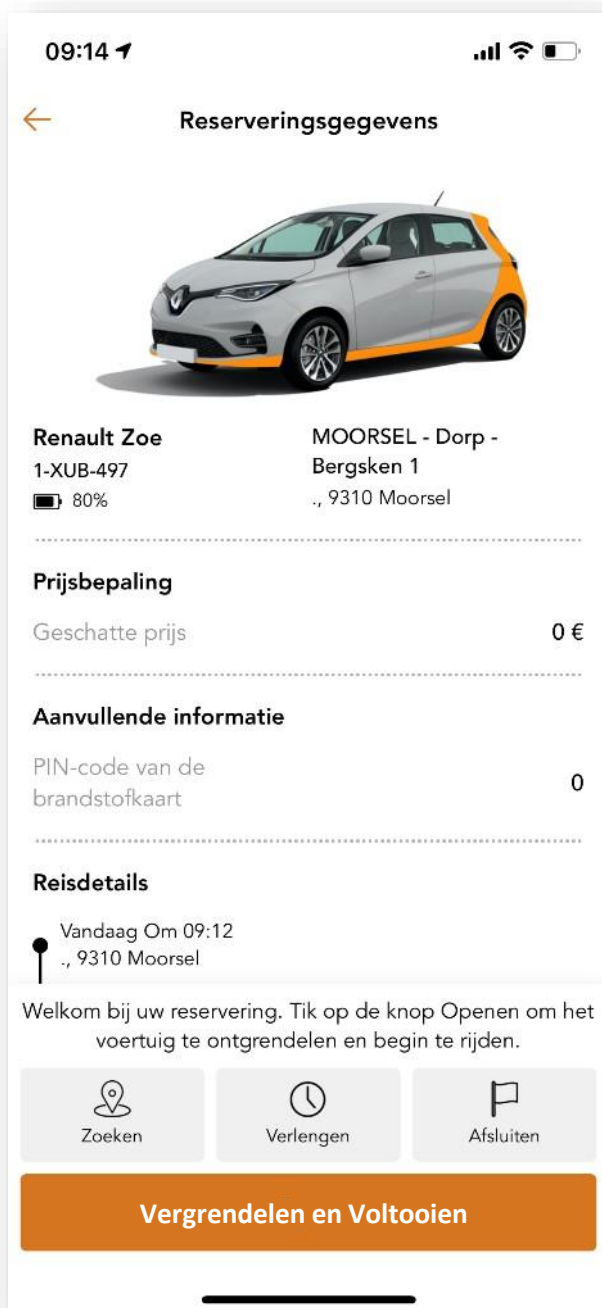 09:14
Reserveringsgegevens
Renault Zoe
1-XUB-497
80%
MOORSEL - Dorp -
Bergsken 1
., 9310 Moorsel
Prijsbepaling
Geschatte prijs 0 €
Aanvullende informatie
PIN-code van de
brandstofkaart 0
Reisdetails
Vandaag Om 09:12
., 9310 Moorsel
Welkom bij uw reservering. Tik op de knop Openen om het
voertuig te ontgrendelen en begin te rijden.
Zoeken Verlengen Afsluiten
Vergrendelen en Voltooien